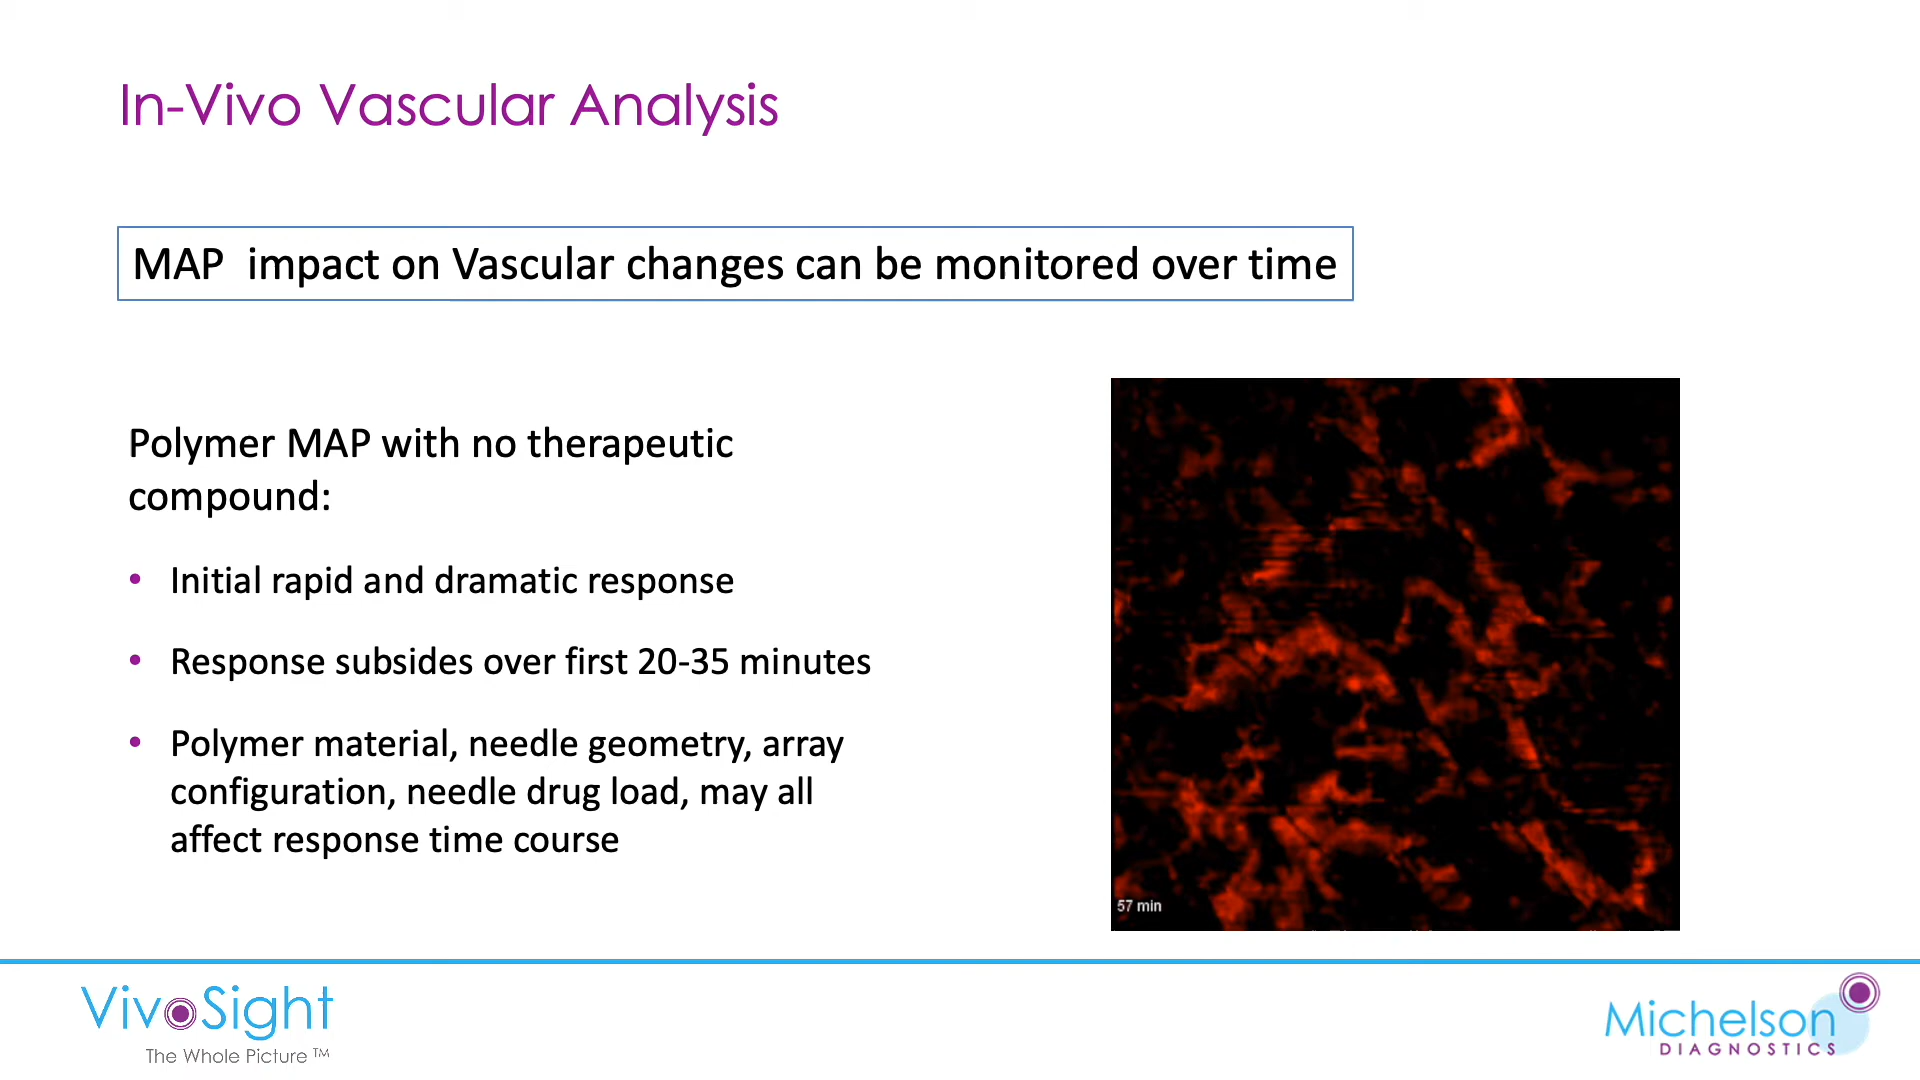 In-Vivo Vascular Analysis
MAP  impact on Vascular changes can be monitored over time
Polymer MAP with no therapeutic
compound:
• Initial rapid and dramatic response
• Response subsides over first 20-35 minutes
• Polymer material, needle geometry, array
configuration, needle drug load, may all
affect response time course
57 min
VivoSight
The Whole Picture ™
Michelson
DIAGNOSTICS